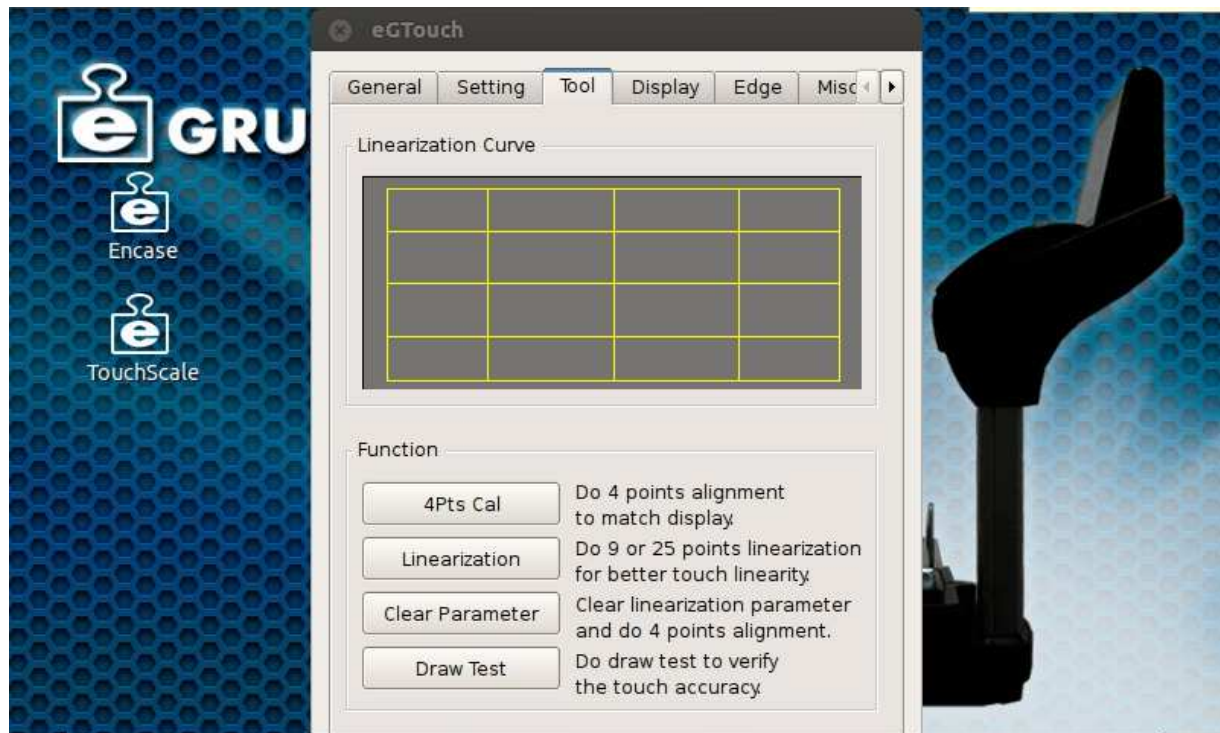 eGTouch
e GRU
Encase
TouchScale
General Setting Tool Display Edge Misc
Linearization Curve
Function
4Pts Cal
Do 4 points alignment
to match display.
Linearization
Do 9 or 25 points linearization
for better touch linearity.
Clear Parameter
Clear linearization parameter
and do 4 points alignment.
Draw Test
Do draw test to verify
the touch accuracy.